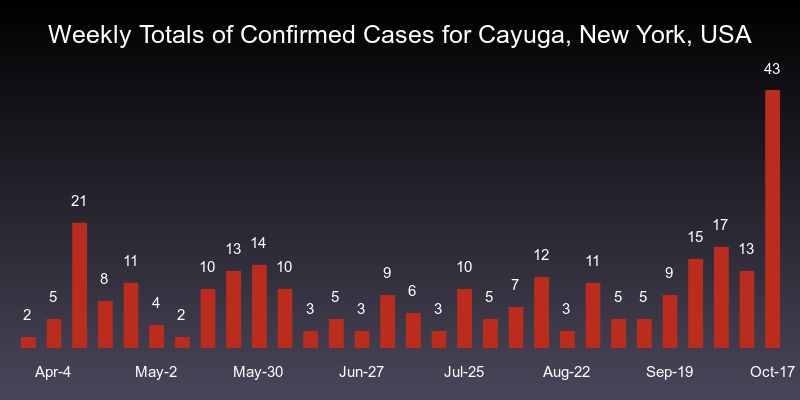 Weekly Totals of Confirmed Cases for Cayuga, New York, USA
2 5 21 8 11 4 2 10 13 14 10 3 5 3 9 6 3 10 5 7 12 3 11 5 5 9 15 17 13 43
Apr-4 May-2 May-30 Jun-27 Jul-25 Aug-22 Sep-19 Oct-17